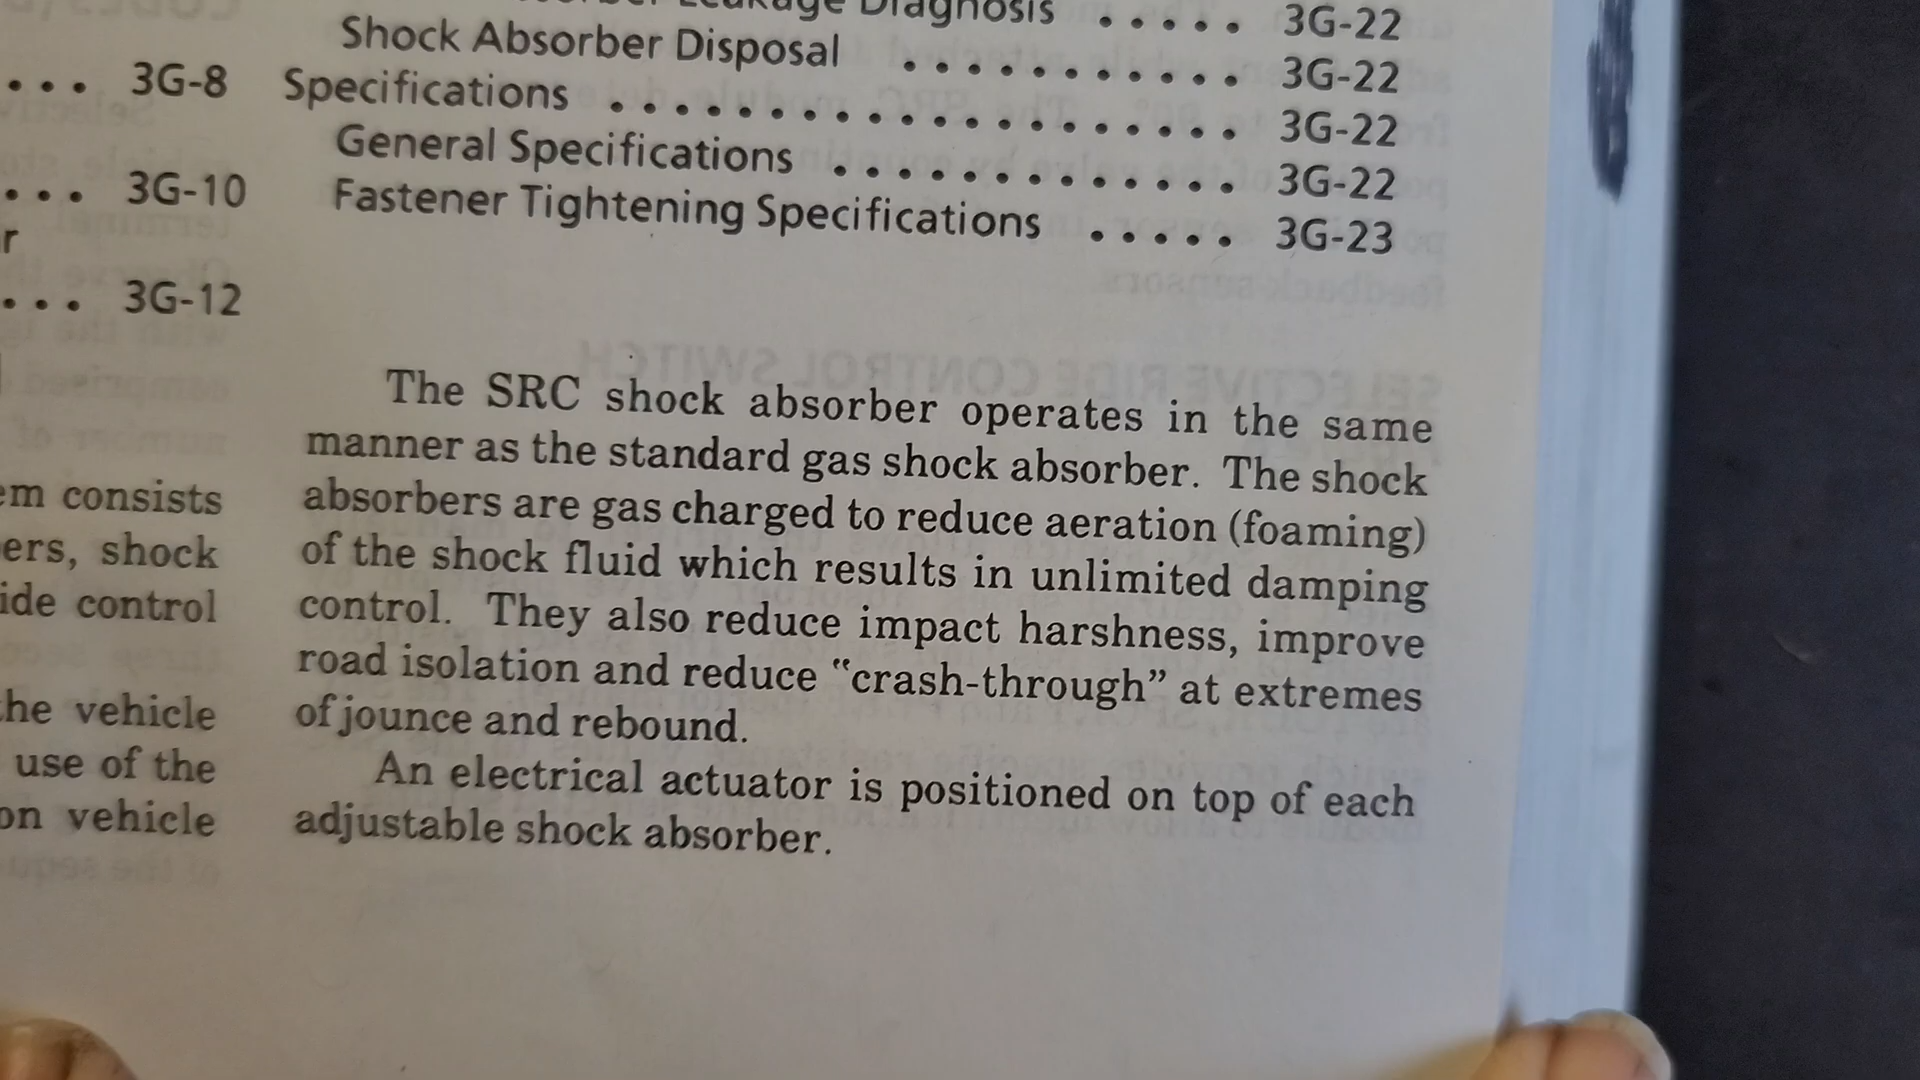 Leakage Diagnosis ..... 3G-22
Shock Absorber Disposal ........... 3G-22
Specifications .................... 3G-22
General Specifications ............. 3G-22
Fastener Tightening Specifications ..... 3G-23
... 3G-8
... 3G-10
r
... 3G-12
em consists
ers, shock
ide control
he vehicle
use of the
on vehicle
The SRC shock absorber operates in the same
manner as the standard gas shock absorber. The shock
absorbers are gas charged to reduce aeration (foaming)
of the shock fluid which results in unlimited damping
control. They also reduce impact harshness, improve
road isolation and reduce “crash-through” at extremes
of jounce and rebound.
An electrical actuator is positioned on top of each
adjustable shock absorber.